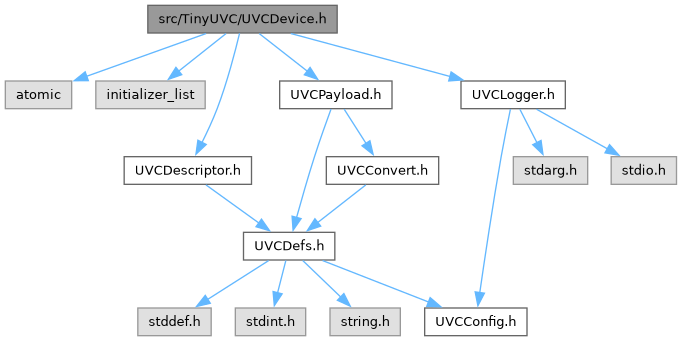 src/TinyUVC/UVCDevice.h
atomic
initializer_list
UVCPayload.h
UVCLogger.h
UVCDescriptor.h
UVCConvert.h
stdarg.h
stdio.h
UVCDefs.h
stddef.h
stdint.h
string.h
UVCConfig.h